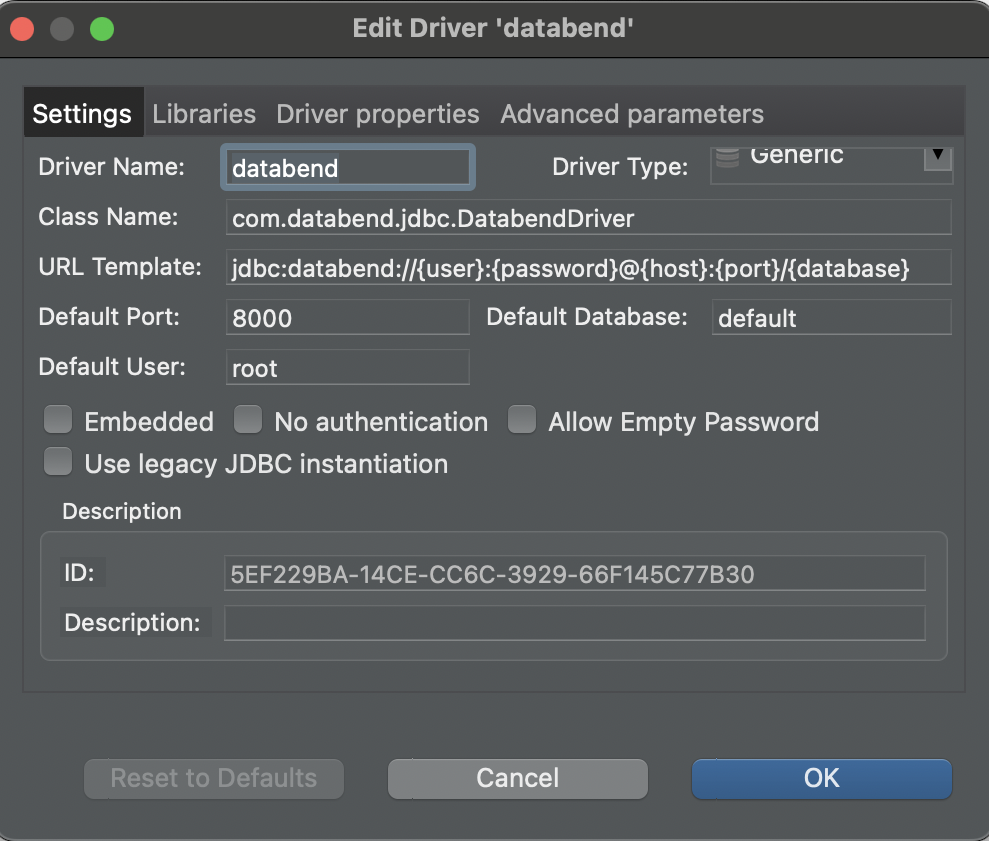 Edit Driver 'databend'
Settings Libraries Driver properties Advanced parameters
Driver Name: databend Driver Type: Generic
Class Name: com.databend.jdbc.DatabendDriver
URL Template: jdbc:databend://{user}:{password}@{host}:{port}/{database}
Default Port: 8000 Default Database: default
Default User: root
Embedded No authentication Allow Empty Password
Use legacy JDBC instantiation
Description
ID: 5EF229BA-14CE-CC6C-3929-66F145C77B30
Description:
Reset to Defaults Cancel OK